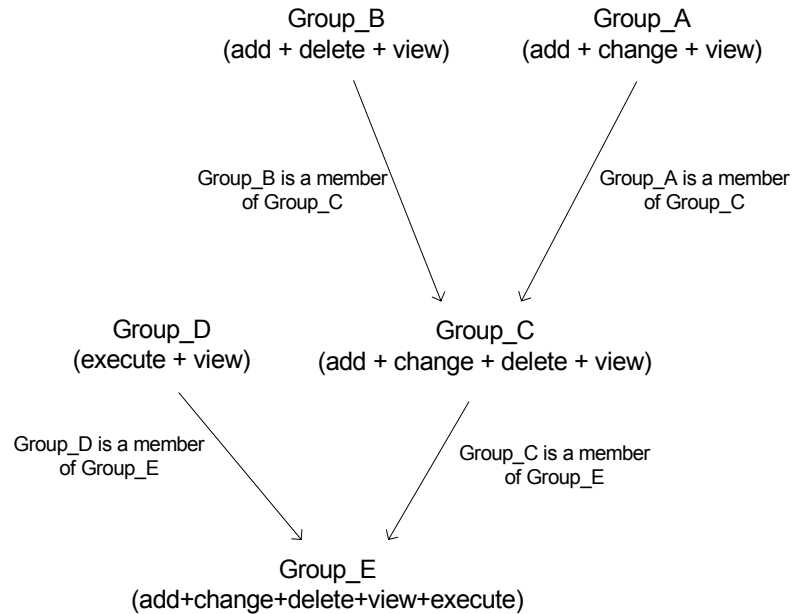 Group_B
(add + delete + view)
Group_A
(add + change + view)
Group_B is a member
of Group_C
Group_A is a member
of Group_C
Group_D
(execute + view)
Group_C
(add + change + delete + view)
Group_D is a member
of Group_E
Group_C is a member
of Group_E
Group_E
(add+change+delete+view+execute)